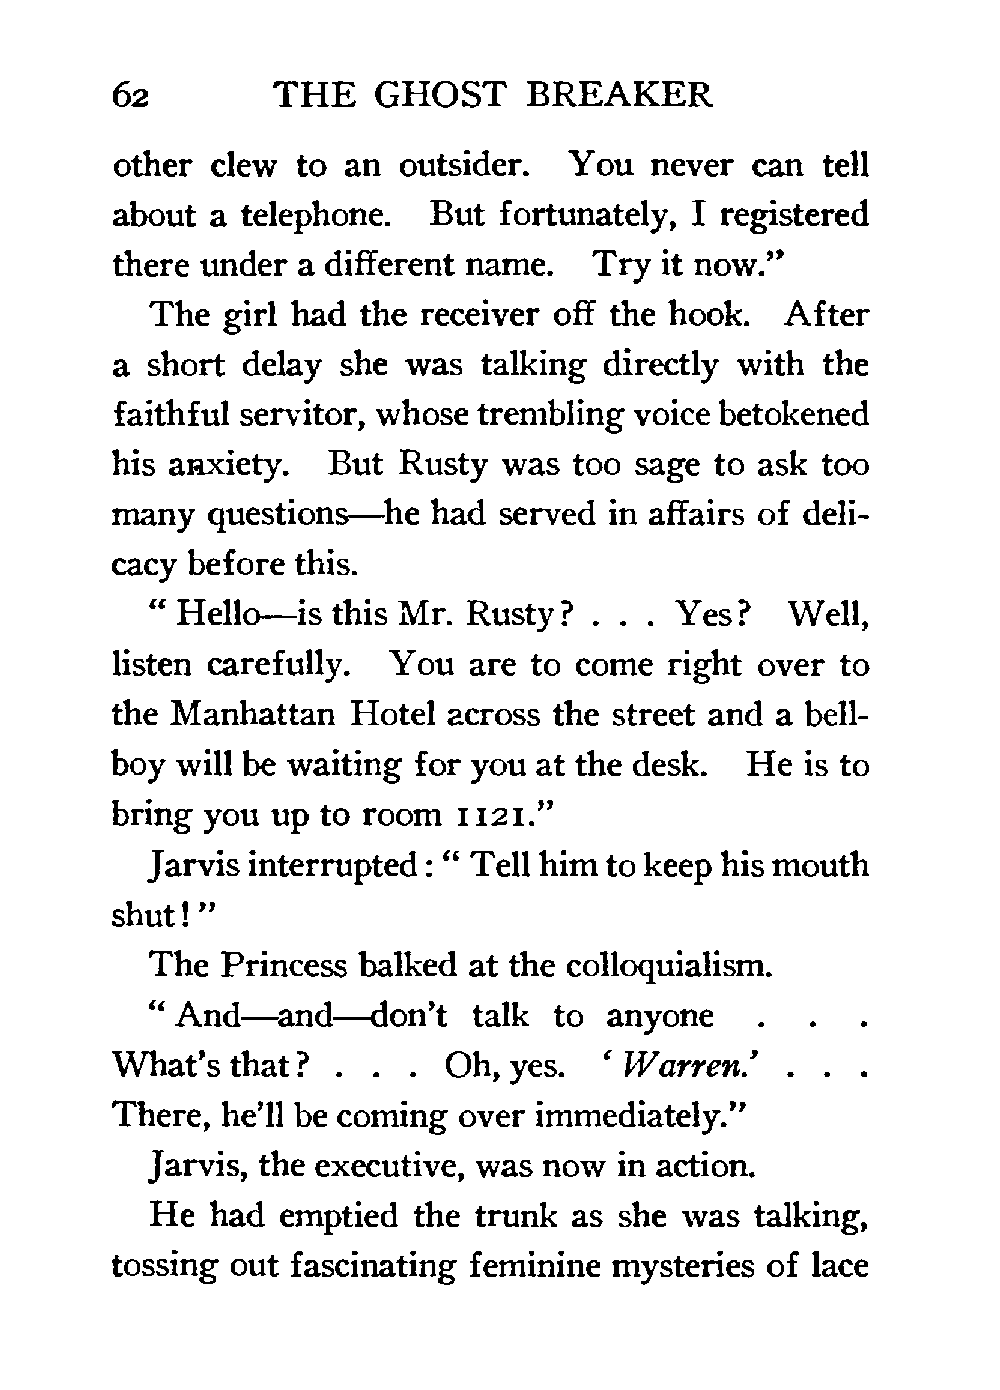 62 THE GHOST BREAKER
other clew to an outsider. You never can tell
about a telephone. But fortunately, I registered
there under a different name. Try it now.”
The girl had the receiver off the hook. After
a short delay she was talking directly with the
faithful servitor, whose trembling voice betokened
his anxiety. But Rusty was too sage to ask too
many questions—he had served in affairs of deli-
cacy before this.
“ Hello—is this Mr. Rusty? . . . Yes? Well,
listen carefully. You are to come right over to
the Manhattan Hotel across the street and a bell-
boy will be waiting for you at the desk. He is to
bring you up to room 1121.”
Jarvis interrupted: “ Tell him to keep his mouth
shut! ”
The Princess balked at the colloquialism.
“ And—and—don’t talk to anyone . . .
What’s that? . . . Oh, yes. ‘ Warren.’ . . .
There, he’ll be coming over immediately.”
Jarvis, the executive, was now in action.
He had emptied the trunk as she was talking,
tossing out fascinating feminine mysteries of lace